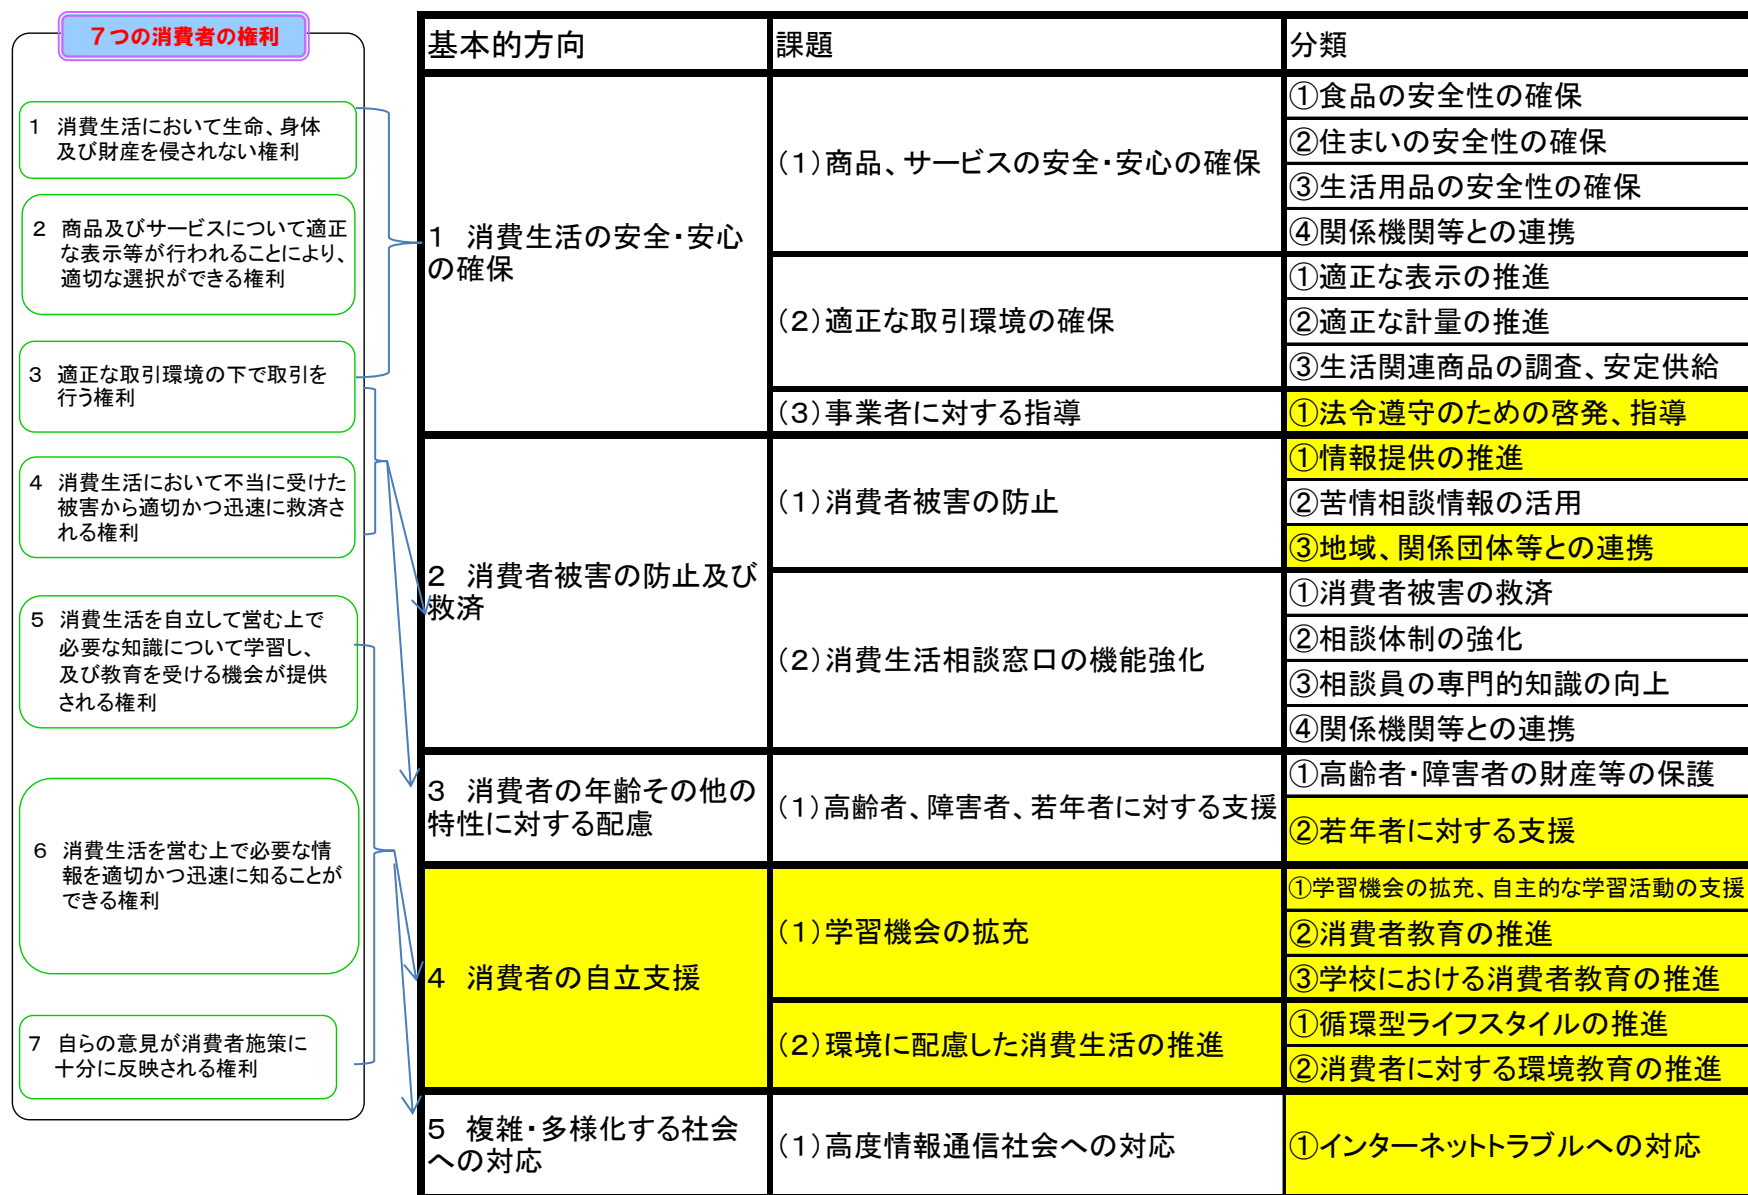 ７つの消費者の権利
１　消費生活において生命、身体
及び財産を侵されない権利
２　商品及びサービスについて適正
な表示等が行われることにより、
適切な選択ができる権利
３　適正な取引環境の下で取引を
行う権利
４　消費生活において不当に受けた
被害から適切かつ迅速に救済さ
れる権利
５　消費生活を自立して営む上で
必要な知識について学習し、
及び教育を受ける機会が提供
される権利
６　消費生活を営む上で必要な情
報を適切かつ迅速に知ることが
できる権利
７　自らの意見が消費者施策に
十分に反映される権利
基本的方向
課題
分類
１　消費生活の安全・安心
の確保
（１）商品、サービスの安全・安心の確保
①食品の安全性の確保
②住まいの安全性の確保
③生活用品の安全性の確保
④関係機関等との連携
（２）適正な取引環境の確保
①適正な表示の推進
②適正な計量の推進
③生活関連商品の調査、安定供給
（３）事業者に対する指導
①法令遵守のための啓発、指導
２　消費者被害の防止及び
救済
（１）消費者被害の防止
①情報提供の推進
②苦情相談情報の活用
③地域、関係団体等との連携
（２）消費生活相談窓口の機能強化
①消費者被害の救済
②相談体制の強化
③相談員の専門的知識の向上
④関係機関等との連携
３　消費者の年齢その他の
特性に対する配慮
（１）高齢者、障害者、若年者に対する支援
①高齢者・障害者の財産等の保護
②若年者に対する支援
４　消費者の自立支援
（１）学習機会の拡充
①学習機会の拡充、自主的な学習活動の支援
②消費者教育の推進
③学校における消費者教育の推進
（２）環境に配慮した消費生活の推進
①循環型ライフスタイルの推進
②消費者に対する環境教育の推進
５　複雑・多様化する社会
への対応
（１）高度情報通信社会への対応
①インターネットトラブルへの対応